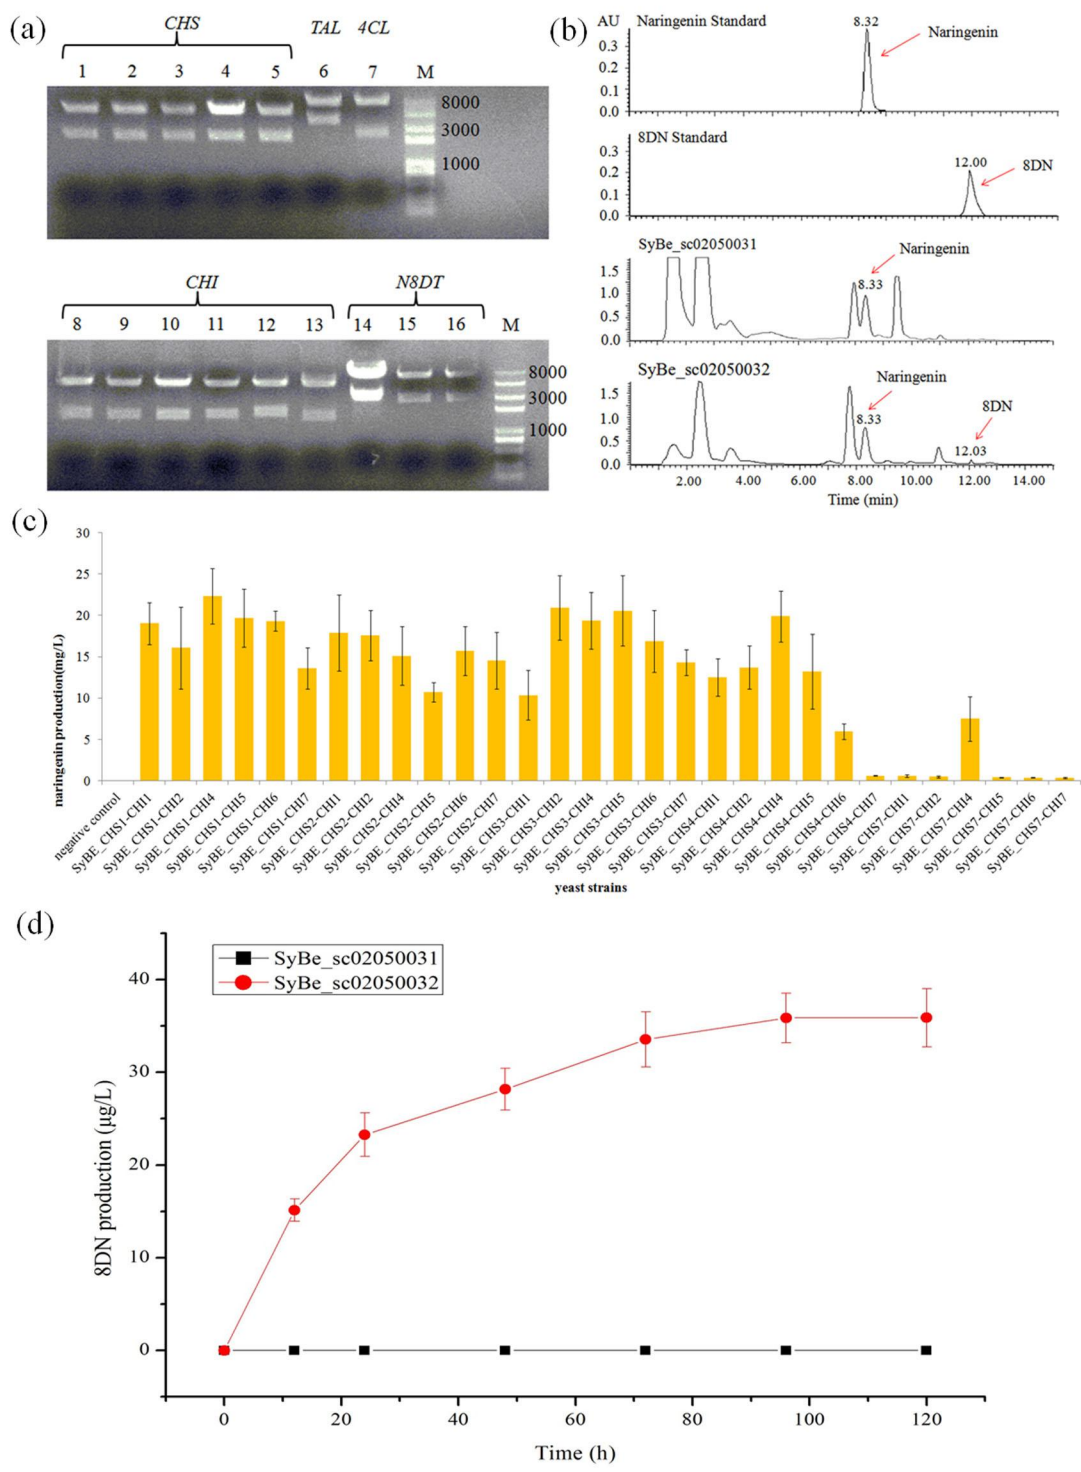 (a)
CHS TAL 4CL
1 2 3 4 5 6 7 M
8000
3000
1000
CHI N8DT
8 9 10 11 12 13 14 15 16 M
8000
3000
1000
(b)
AU Naringenin Standard 8.32
Naringenin
0.3
0.2
0.1
0.0
8DN Standard
12.00 8DN
0.3
0.2
0.1
0.0
SyBe_sc02050031
Naringenin
8.33
1.5
1.0
0.5
0.0
SyBe_sc02050032
Naringenin
8DN
8.33
12.03
1.5
1.0
0.5
0.0
2.00 4.00 6.00 8.00 10.00 12.00 14.00
Time (min)
(c)
naringenin production(mg/L)
30
25
20
15
10
5
0
negative control
SyBE_CHS1-CHI1
SyBE_CHS1-CHI2
SyBE_CHS1-CHI4
SyBE_CHS1-CHI5
SyBE_CHS1-CHI6
SyBE_CHS1-CHI7
SyBE_CHS2-CHI1
SyBE_CHS2-CHI2
SyBE_CHS2-CHI4
SyBE_CHS2-CHI5
SyBE_CHS2-CHI6
SyBE_CHS2-CHI7
SyBE_CHS3-CHI1
SyBE_CHS3-CHI2
SyBE_CHS3-CHI4
SyBE_CHS3-CHI5
SyBE_CHS3-CHI6
SyBE_CHS3-CHI7
SyBE_CHS4-CHI1
SyBE_CHS4-CHI2
SyBE_CHS4-CHI4
SyBE_CHS4-CHI5
SyBE_CHS4-CHI6
SyBE_CHS4-CHI7
SyBE_CHS7-CHI1
SyBE_CHS7-CHI2
SyBE_CHS7-CHI4
SyBE_CHS7-CHI5
SyBE_CHS7-CHI6
SyBE_CHS7-CHI7
yeast strains
(d)
SyBe_sc02050031
SyBe_sc02050032
8DN production (μg/L)
40
30
20
10
0
0 20 40 60 80 100 120
Time (h)